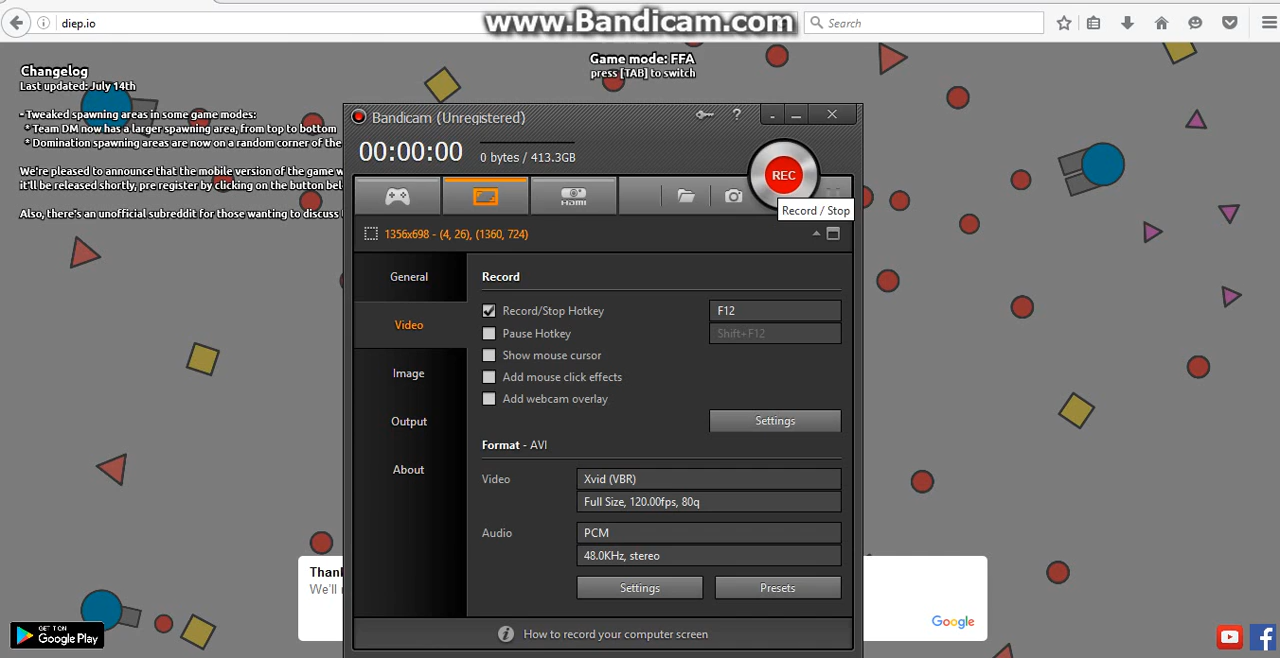 diep.io
www.Bandicam.com
Search
Changelog
Last updated: July 14th
- Tweaked spawning areas in some game modes:
* Team DM now has a larger spawning area, from top to bottom
* Domination spawning areas are now on a random corner of the
We're pleased to announce that the mobile version of the game w
it'll be released shortly, pre register by clicking on the button bel
Also, there's an unofficial subreddit for those wanting to discuss
Game mode: FFA
press [TAB] to switch
Bandicam (Unregistered)
?
00:00:00
0 bytes / 413.3GB
REC
HDMI
Record / Stop
1356x698 - (4, 26), (1360, 724)
General
Video
Image
Output
About
Record
Record/Stop Hotkey
F12
Pause Hotkey
Shift+F12
Show mouse cursor
Add mouse click effects
Add webcam overlay
Settings
Format - AVI
Video
Xvid (VBR)
Full Size, 120.00fps, 80q
Audio
PCM
48.0KHz, stereo
Settings
Presets
How to record your computer screen
Thank
We'll
Google
GET IT ON
Google Play